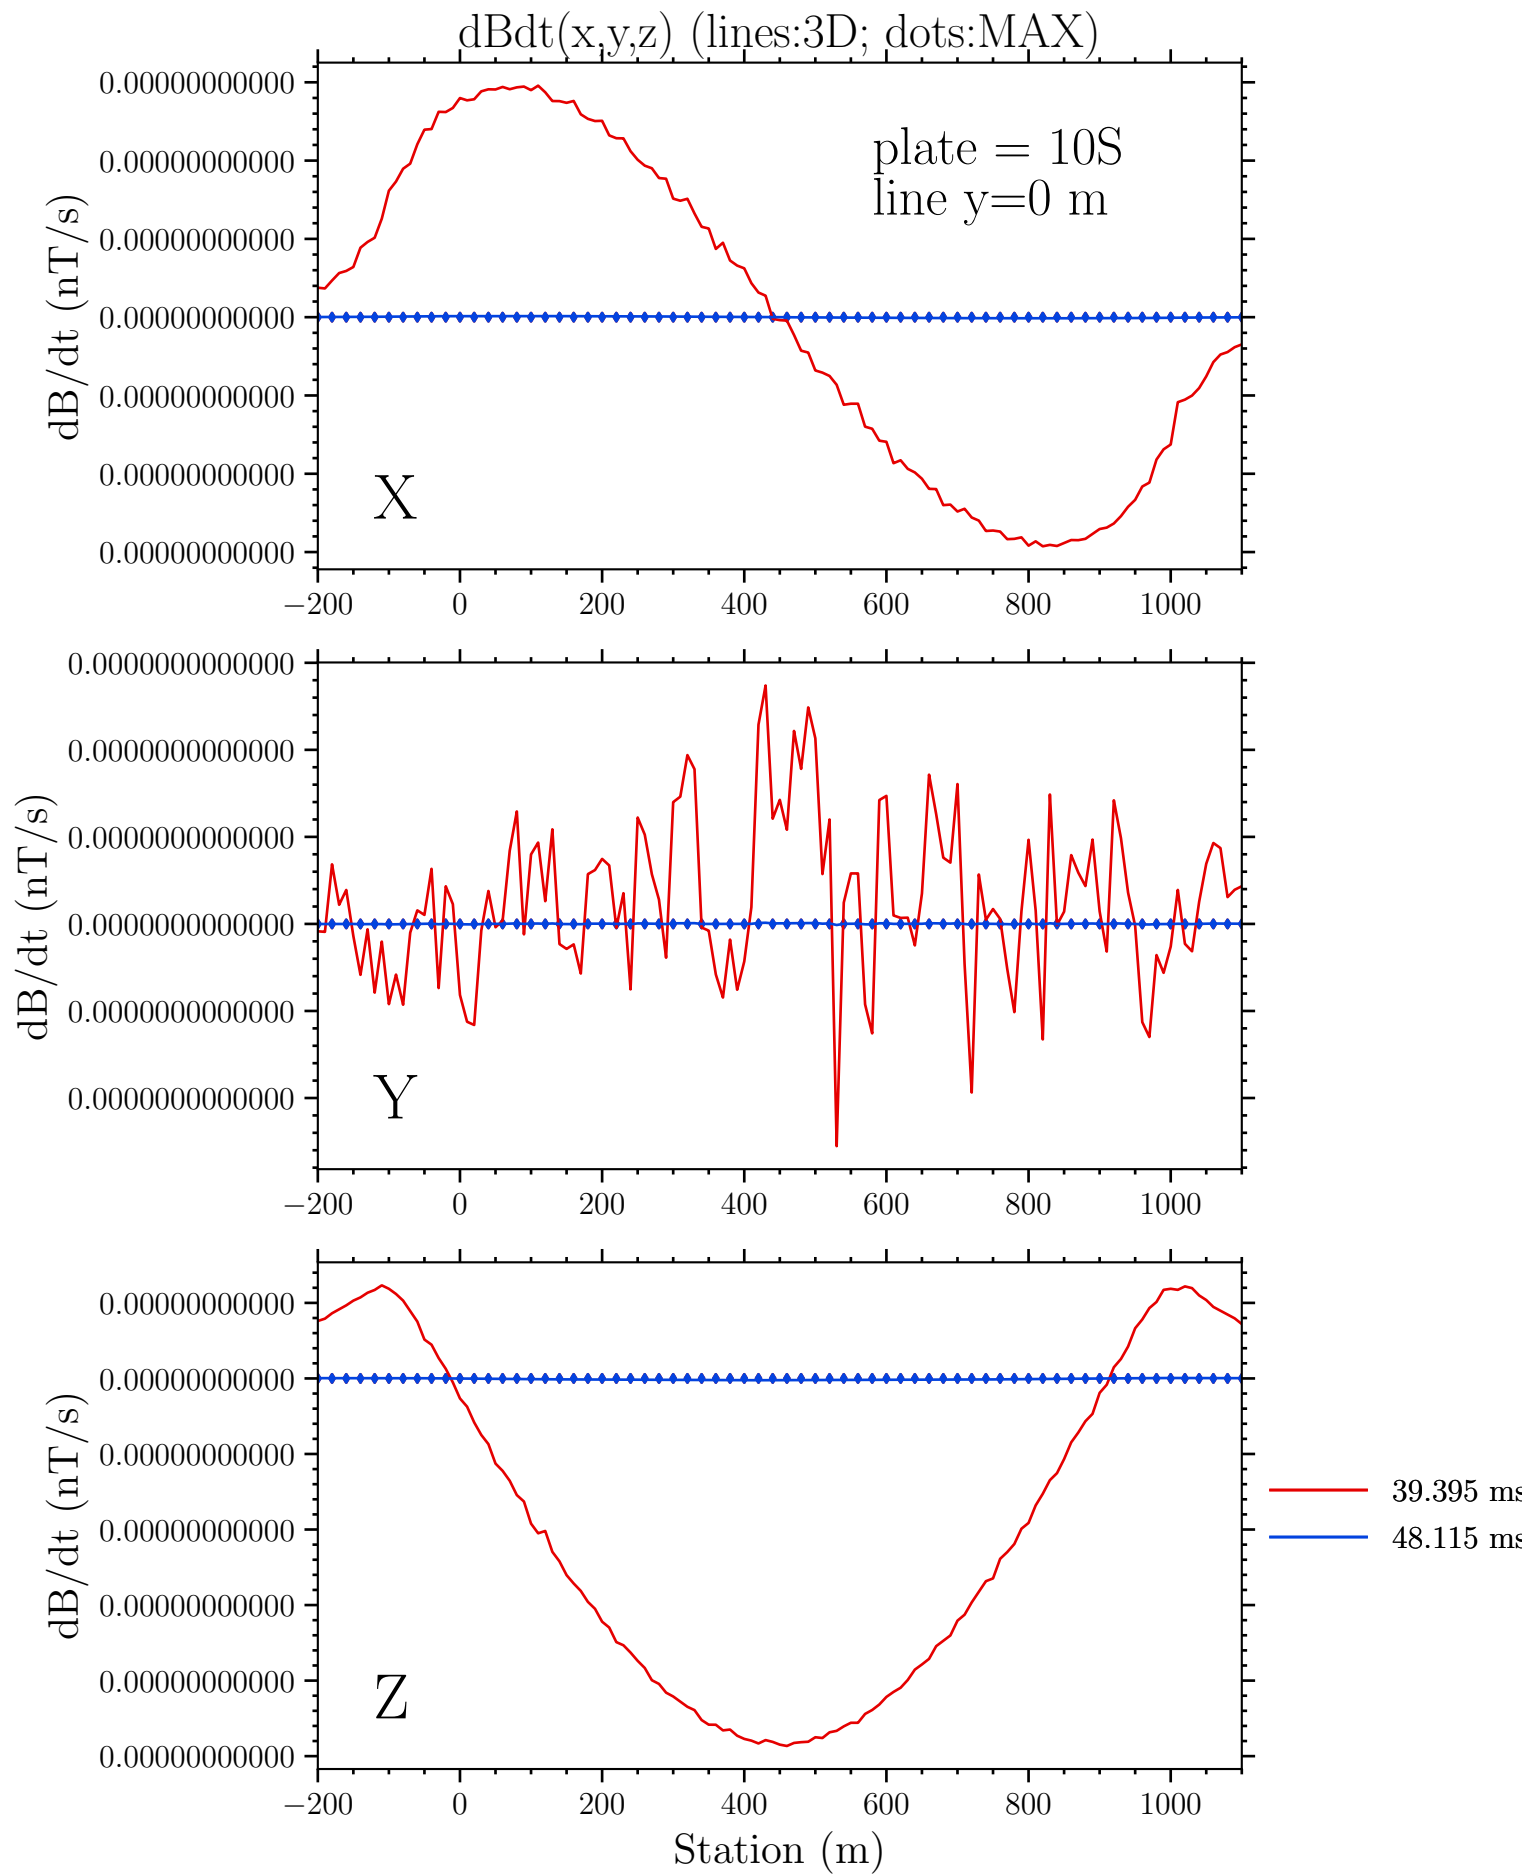 dBdt(x,y,z) (lines:3D; dots:MAX)
0.00000000000
0.00000000000
0.00000000000
0.00000000000
0.00000000000
0.00000000000
0.00000000000
dB/dt (nT/s)
plate = 10S
line y=0 m
X
−200 0 200 400 600 800 1000
0.0000000000000
0.0000000000000
0.0000000000000
0.0000000000000
0.0000000000000
0.0000000000000
dB/dt (nT/s)
Y
−200 0 200 400 600 800 1000
0.00000000000
0.00000000000
0.00000000000
0.00000000000
0.00000000000
0.00000000000
0.00000000000
dB/dt (nT/s)
Z
−200 0 200 400 600 800 1000
Station (m)
39.395 ms
48.115 ms